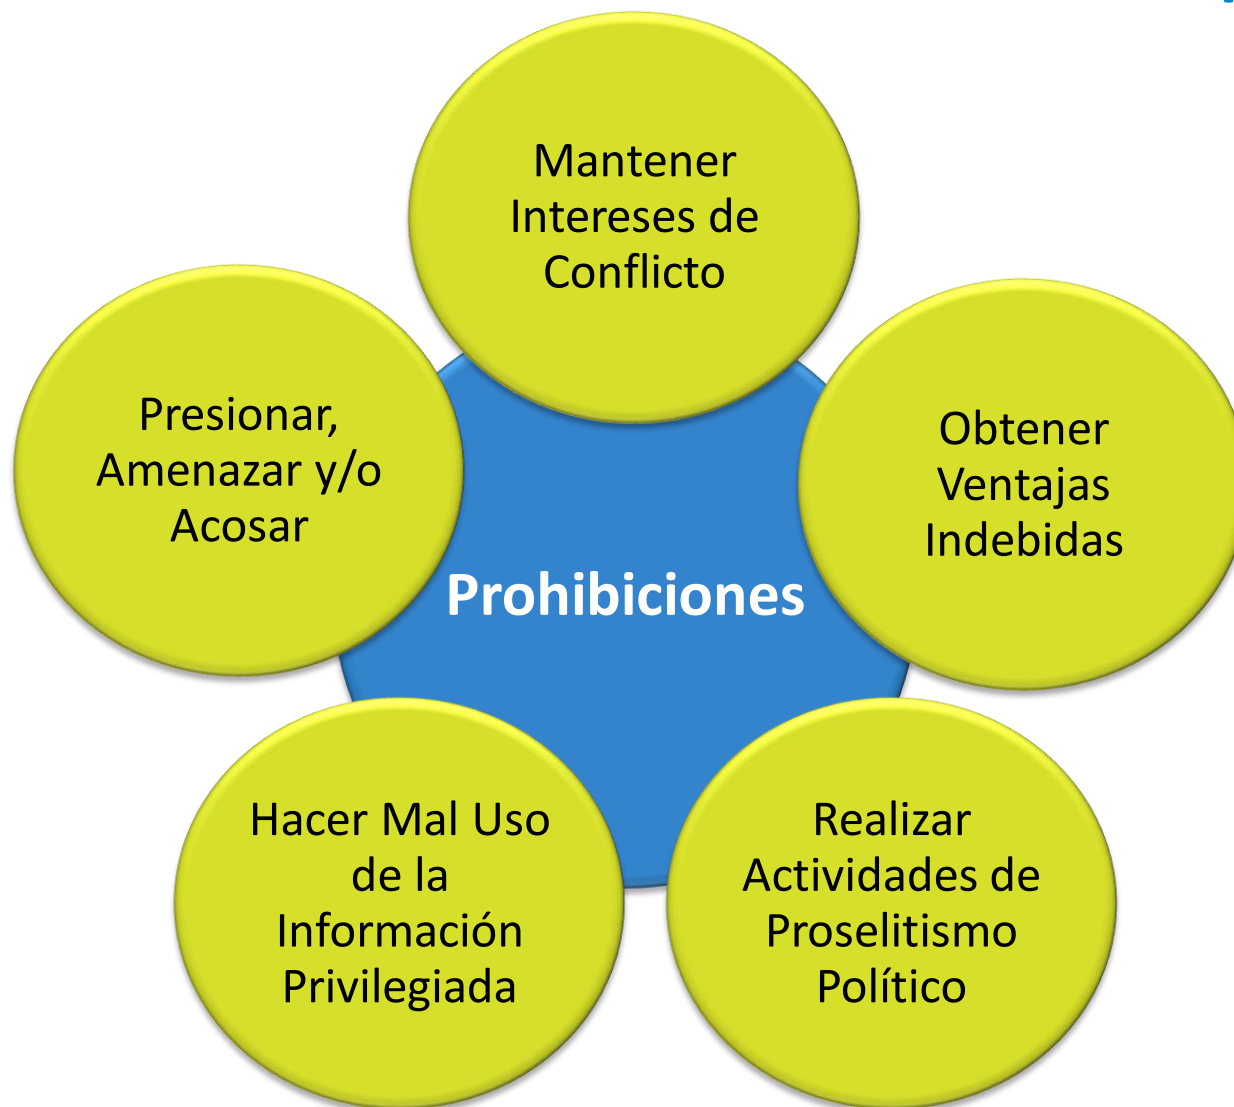 Mantener
Intereses de
Conflicto
Obtener
Ventajas
Indebidas
Realizar
Actividades de
Proselitismo
Político
Hacer Mal Uso
de la
Información
Privilegiada
Presionar,
Amenazar y/o
Acosar
Prohibiciones